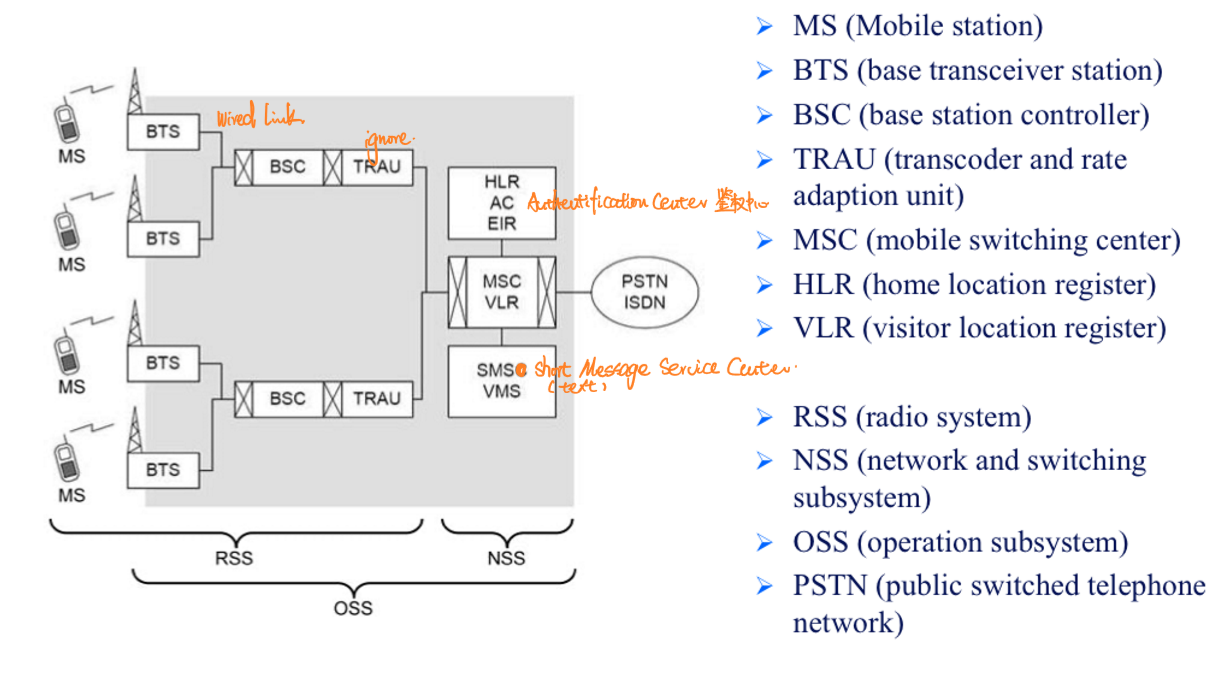 MS
BTS
MS
BTS
MS
BTS
MS
BTS
Wired Link
ignore.
BSC
TRAU
BSC
TRAU
HLR
AC
EIR
Authentification Center 鉴权中心
MSC
VLR
PSTN
ISDN
SMSC Short Message Service Center.
(text)
VMS
RSS
NSS
OSS
➢ MS (Mobile station)
➢ BTS (base transceiver station)
➢ BSC (base station controller)
➢ TRAU (transcoder and rate
adaption unit)
➢ MSC (mobile switching center)
➢ HLR (home location register)
➢ VLR (visitor location register)
➢ RSS (radio system)
➢ NSS (network and switching
subsystem)
➢ OSS (operation subsystem)
➢ PSTN (public switched telephone
network)